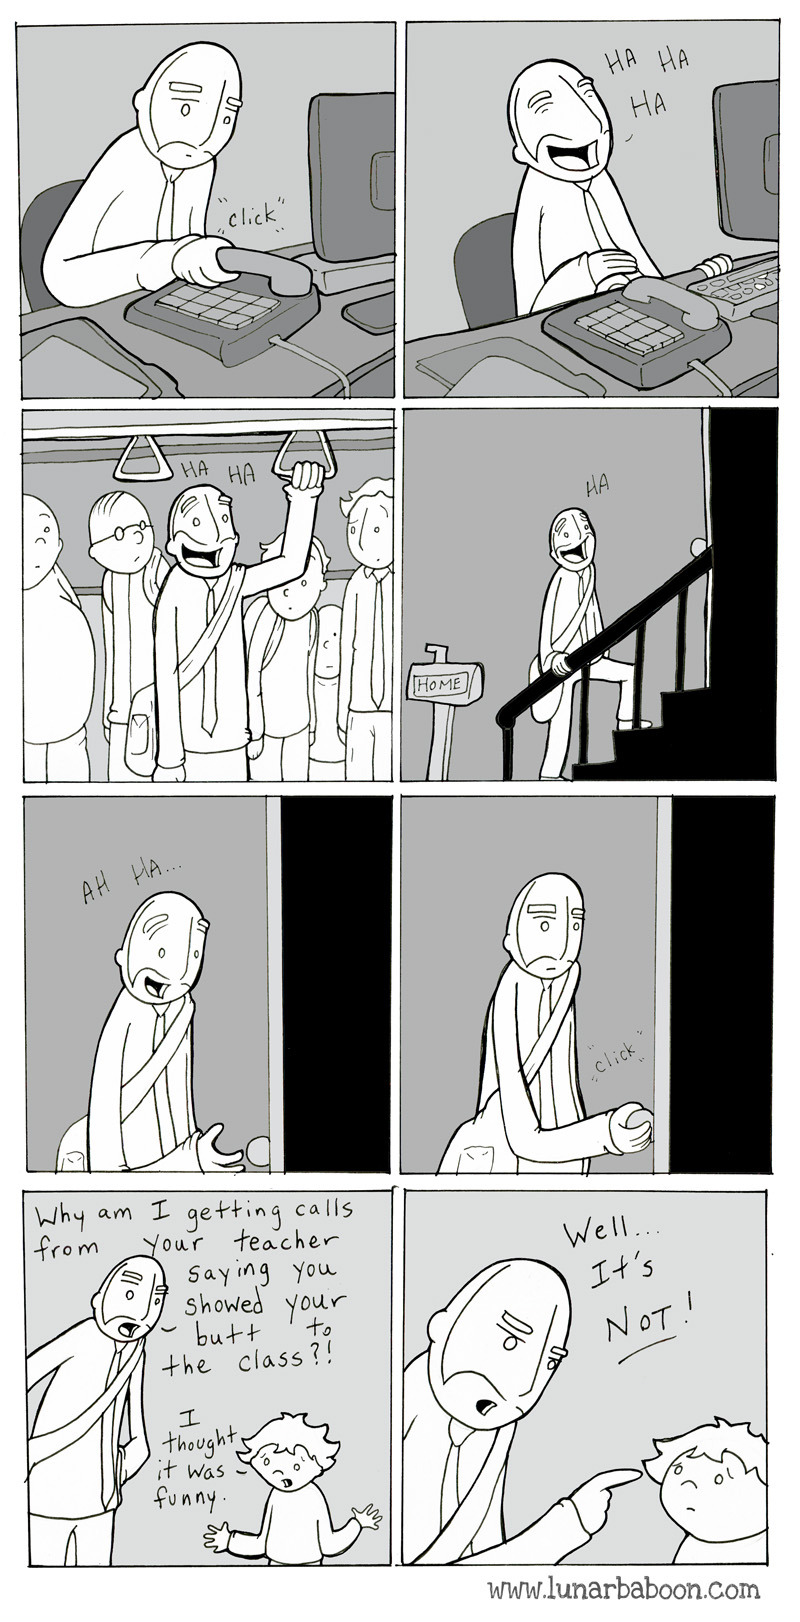 "click"
HA HA
HA
HA HA
HA
HOME
AH HA...
"click"
Why am I getting calls
from your teacher
saying you
showed your
butt to
the class?!
I
thought
it was
funny.
Well...
It's
NOT!
www.lunarbaboon.com